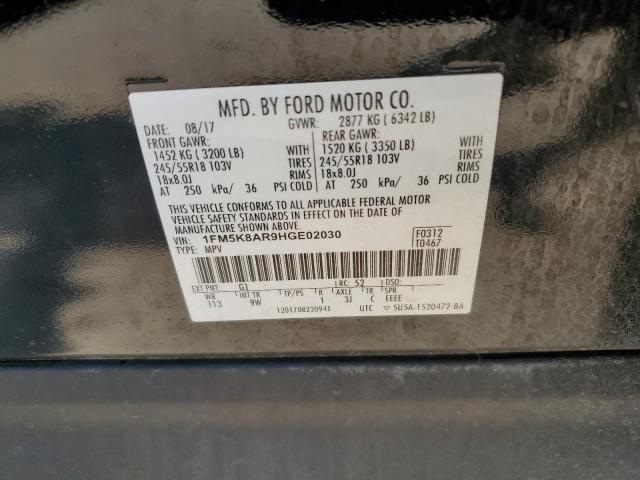 MFD. BY FORD MOTOR CO.
DATE: 08/17 GVWR: 2877 KG ( 6342 LB)
FRONT GAWR: REAR GAWR:
1452 KG ( 3200 LB) WITH 1520 KG ( 3350 LB) WITH
245/55R18 103V TIRES 245/55R18 103V TIRES
18x8.0J RIMS 18x8.0J RIMS
AT 250 kPa/ 36 PSI COLD AT 250 kPa/ 36 PSI COLD
THIS VEHICLE CONFORMS TO ALL APPLICABLE FEDERAL MOTOR
VEHICLE SAFETY STANDARDS IN EFFECT ON THE DATE OF
MANUFACTURE SHOWN ABOVE.
VIN: 1FM5K8AR9HGE02030 F0312
TYPE: MPV T0467
EXT PNT: G1 RC: 52 DSO:
WB INT TR TP/PS R AXLE TR SPR
113 9W 1 3J C EEEE
1201708220941 UTC 5U5A-1520472-BA